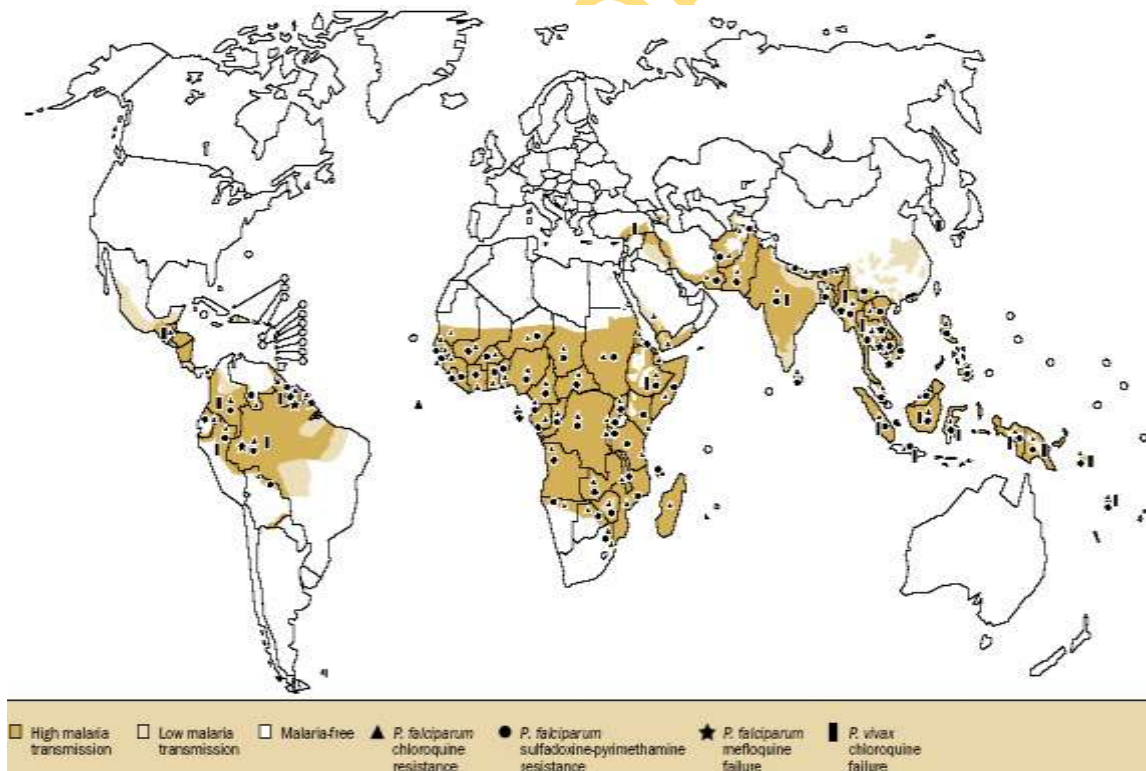 High malaria
transmission
Low malaria
transmission
Malaria-free
P. falciparum
chloroquine
resistance
P. falciparum
sulfadoxine-pyrimethamine
resistance
P. falciparum
mefloquine
failure
P. vivax
chloroquine
failure